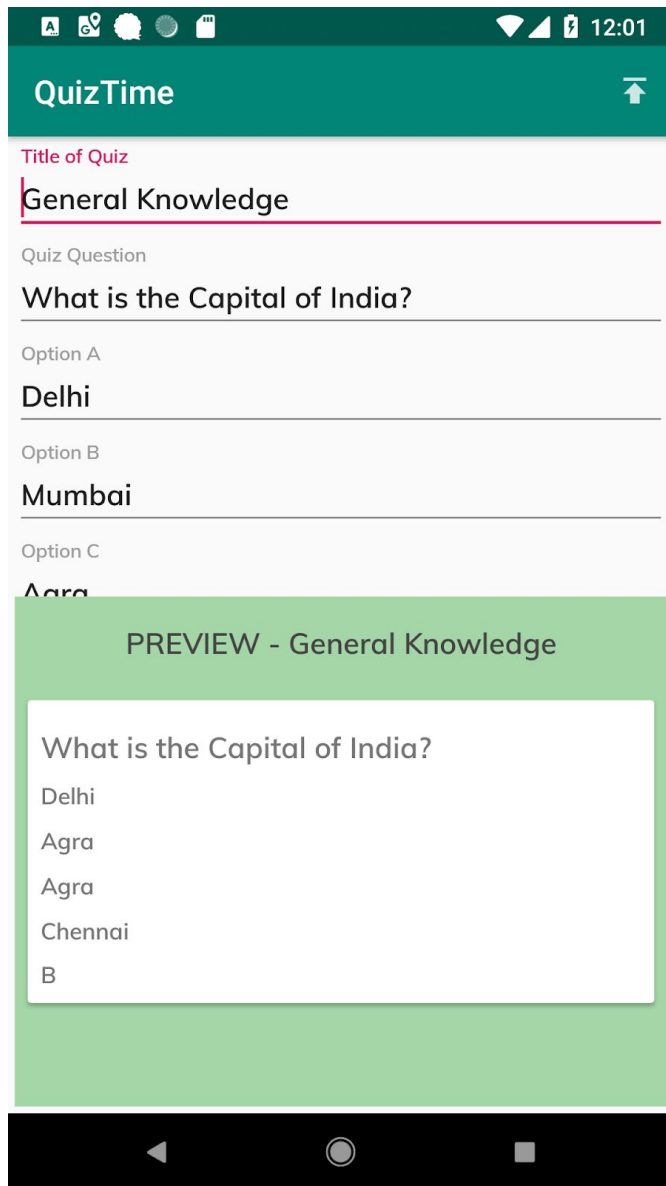 12:01
QuizTime
Title of Quiz
General Knowledge
Quiz Question
What is the Capital of India?
Option A
Delhi
Option B
Mumbai
Option C
Agra
PREVIEW - General Knowledge
What is the Capital of India?
Delhi
Agra
Agra
Chennai
B